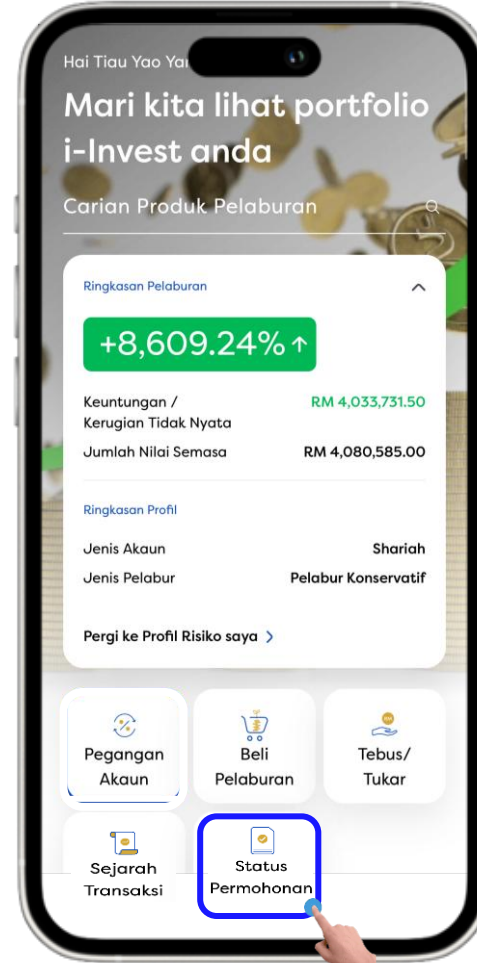 Hai Tiau Yao
Mari kita lihat portfolio
i-Invest anda
Carian Produk Pelaburan
Ringkasan Pelaburan
+8,609.24% ↑
Keuntungan / RM 4,033,731.50
Kerugian Tidak Nyata
Jumlah Nilai Semasa RM 4,080,585.00
Ringkasan Profil
Jenis Akaun Shariah
Jenis Pelabur Pelabur Konservatif
Pergi ke Profil Risiko saya >
Pegangan Beli Tebus/
Akaun Pelaburan Tukar
RM
Sejarah Status
Transaksi Permohonan